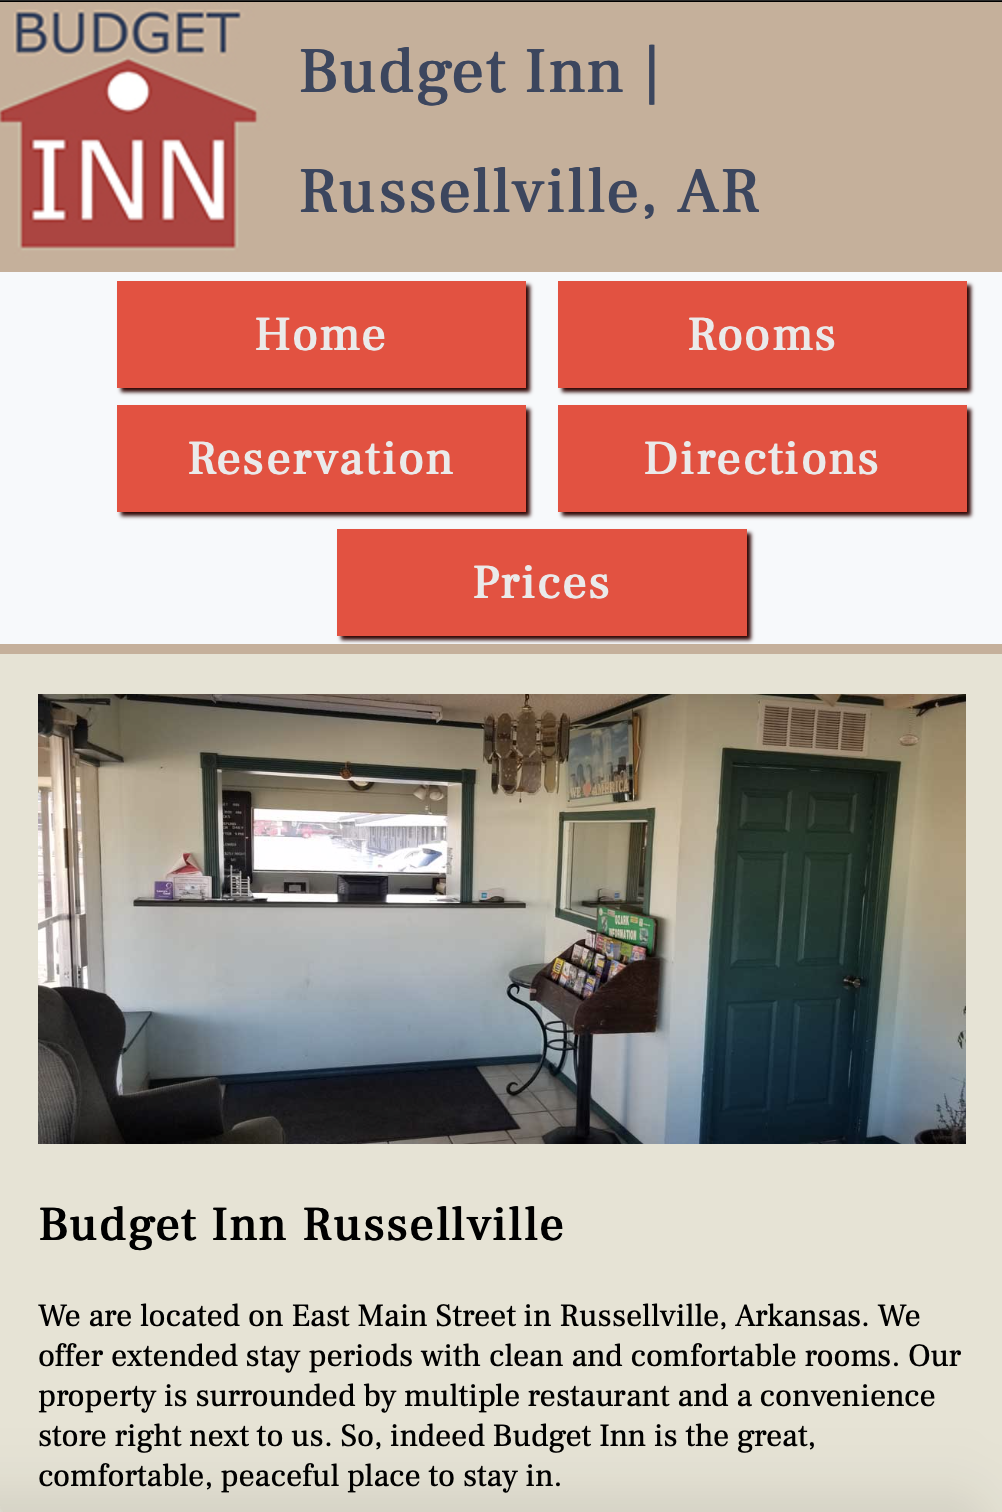 BUDGET
INN
Budget Inn |
Russellville, AR
Home
Rooms
Reservation
Directions
Prices
AMERICA
OZARK
INFORMATION
Budget Inn Russellville
We are located on East Main Street in Russellville, Arkansas. We
offer extended stay periods with clean and comfortable rooms. Our
property is surrounded by multiple restaurant and a convenience
store right next to us. So, indeed Budget Inn is the great,
comfortable, peaceful place to stay in.